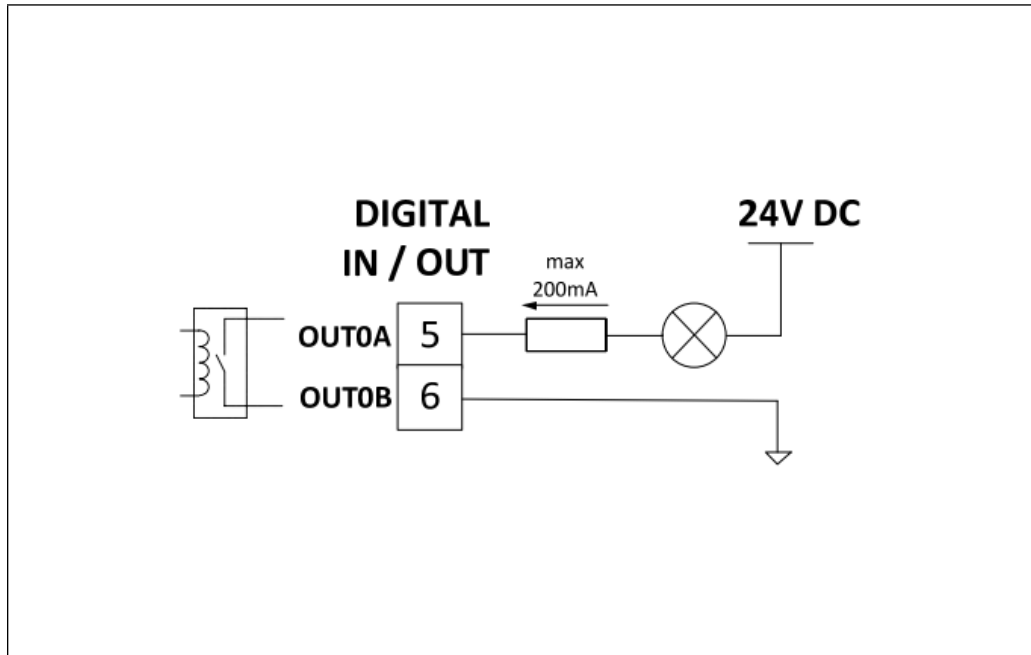 DIGITAL
IN / OUT
24V DC
max
200mA
OUT0A
5
OUT0B
6